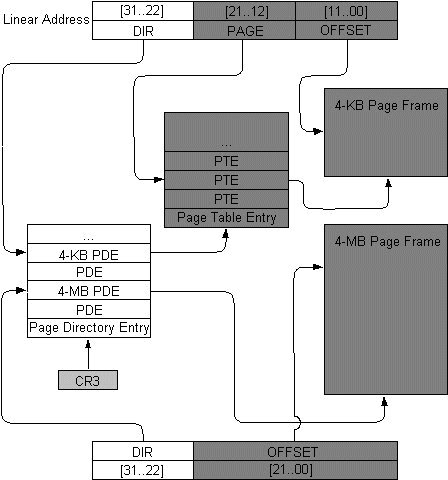 Linear Address
[31..22] [21..12] [11..00]
DIR PAGE OFFSET
4-KB Page Frame
...
PTE
PTE
PTE
Page Table Entry
4-MB Page Frame
...
4-KB PDE
PDE
4-MB PDE
PDE
Page Directory Entry
CR3
DIR OFFSET
[31..22] [21..00]